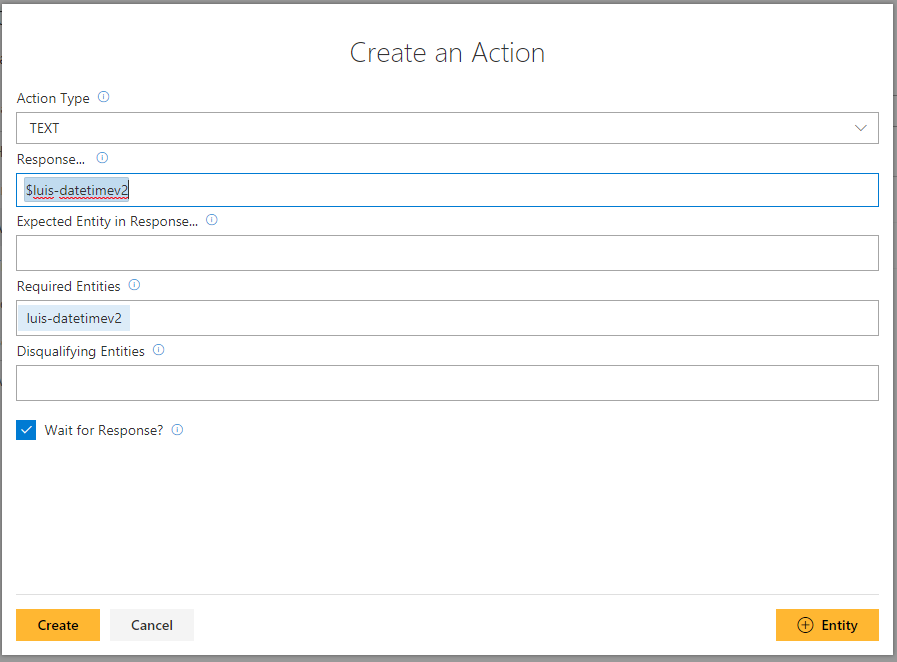 Create an Action
Action Type
TEXT
Response...
$luis-datetimev2
Expected Entity in Response...
Required Entities
luis-datetimev2
Disqualifying Entities
Wait for Response?
Create
Cancel
Entity